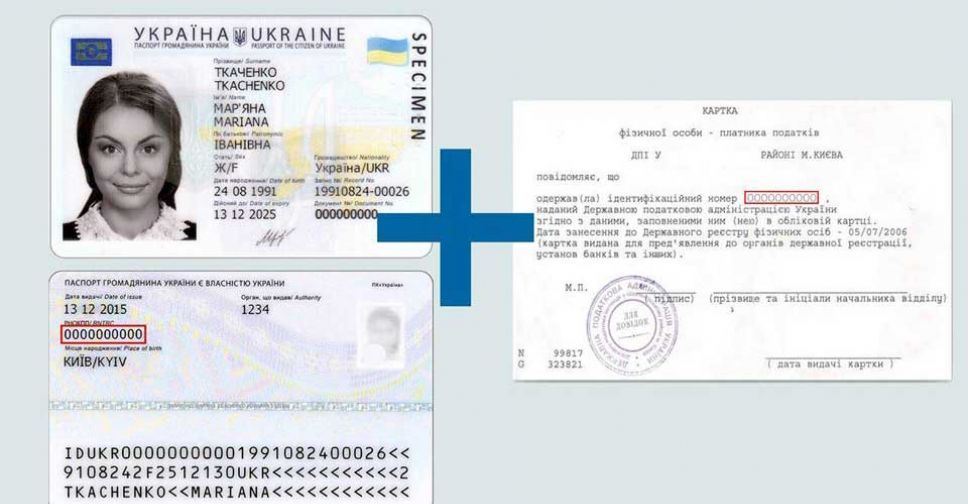 УКРАЇНА UKRAINE
ПАСПОРТ ГРОМАДЯНИНА УКРАЇНИ PASSPORT OF THE CITIZEN OF UKRAINE
SPECIMEN
Прізвище/ Surname
ТКАЧЕНКО
TKACHENKO
Ім'я/ Name
МАР'ЯНА
MARIANA
По батькові/ Patronymic
ІВАНІВНА
Стать/ Sex Громадянство/ Nationality
Ж/F Україна/UKR
Дата народження/ Date of birth Запис № Record No.
24 08 1991 19910824-00026
Дійсний до/ Date of expiry Документ №/ Document No.
13 12 2025 000000000
ПАСПОРТ ГРОМАДЯНИНА УКРАЇНИ Є ВЛАСНІСТЮ УКРАЇНИ
Дата видачі/ Date of issue Орган, що видав/ Authority
13 12 2015 1234
0000000000
Місце народження/ Place of birth
КИЇВ/KYIV
IDUKR00000000001991082400026<<
9108242F2512130UKR<<<<<<<<<<<2
TKACHENKO<<MARIANA<<<<<<<<<<<<
КАРТКА
фізичної особи - платника податків
ДПІ У РАЙОНІ М.КИЄВА
повідомляє, що
одержав(ла) ідентифікаційний номер 0000000000 ,
наданий Державною податковою адміністрацією України
згідно з даними, заповненими ним (нею) в обліковій картці.
Дата занесення до Державного реєстру фізичних осіб - 05/07/2006
(картка видана для пред'явлення до органів державної реєстрації,
установ банків та інших).
М.П.
( підпис) (прізвище та ініціали начальника відділу)
ДЛЯ
ДОВІДОК
N 99817
G 323821
( дата видачі картки )